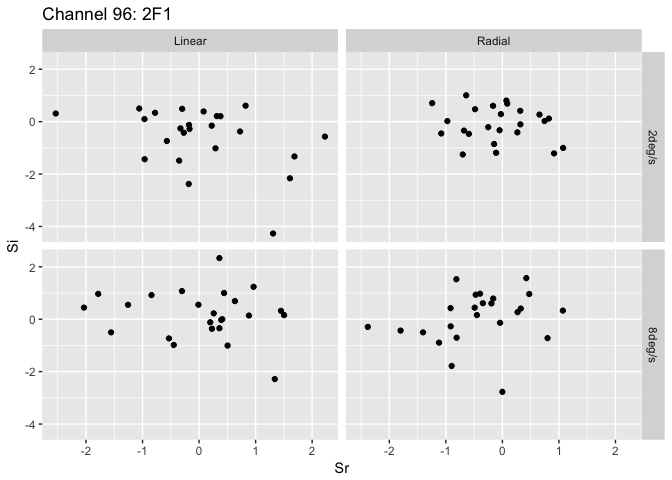 Channel 96: 2F1
Linear
Radial
2
0
-2
-4
2deg/s
Si
2
0
-2
-4
8deg/s
-2 -1 0 1 2
-2 -1 0 1 2
Sr